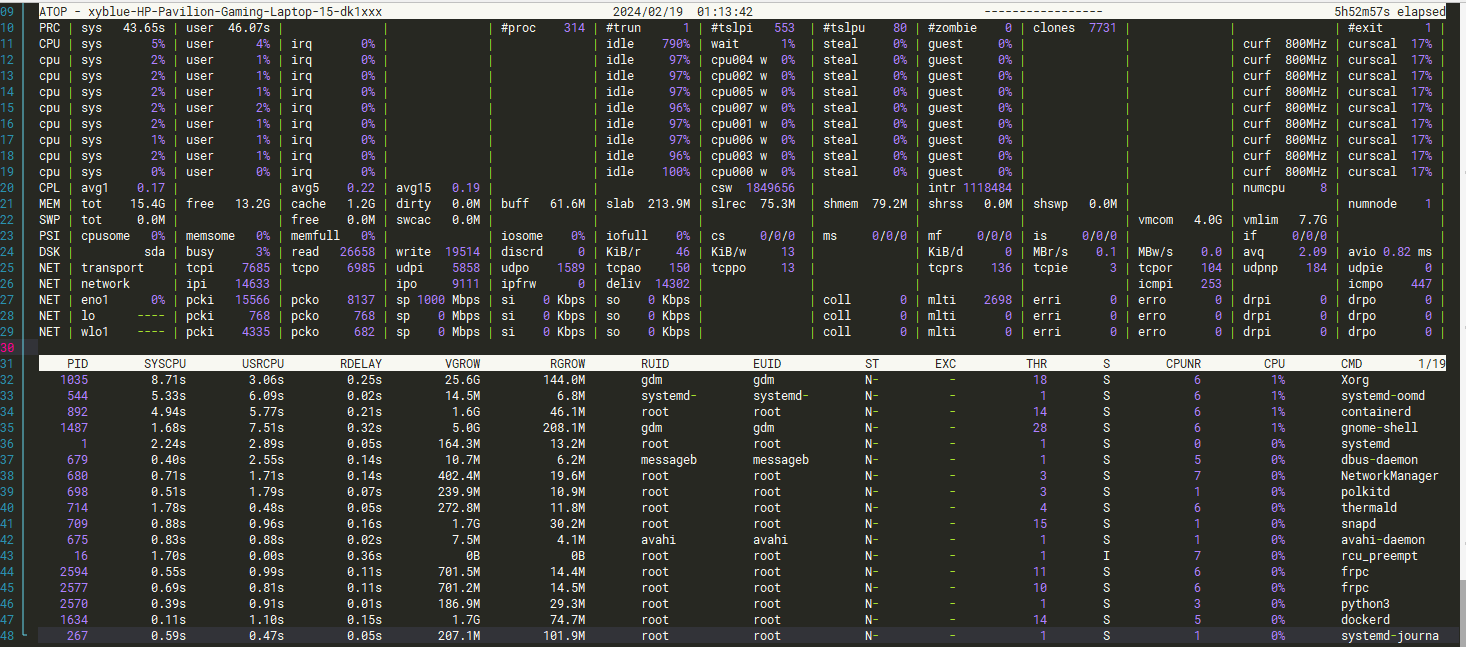 09 ATOP - xyblue-HP-Pavilion-Gaming-Laptop-15-dk1xxx 2024/02/19 01:13:42 ----------------- 5h52m57s elapsed
10 PRC | sys 43.65s | user 46.07s | | | #proc 314 | #trun 1 | #tslpi 553 | #tslpu 80 | #zombie 0 | clones 7731 | | | #exit 1 |
11 CPU | sys 5% | user 4% | irq 0% | | | idle 790% | wait 1% | steal 0% | guest 0% | | | curf 800MHz | curscal 17% |
12 cpu | sys 2% | user 1% | irq 0% | | | idle 97% | cpu004 w 0% | steal 0% | guest 0% | | | curf 800MHz | curscal 17% |
13 cpu | sys 2% | user 1% | irq 0% | | | idle 97% | cpu002 w 0% | steal 0% | guest 0% | | | curf 800MHz | curscal 17% |
14 cpu | sys 2% | user 1% | irq 0% | | | idle 97% | cpu005 w 0% | steal 0% | guest 0% | | | curf 800MHz | curscal 17% |
15 cpu | sys 2% | user 2% | irq 0% | | | idle 96% | cpu007 w 0% | steal 0% | guest 0% | | | curf 800MHz | curscal 17% |
16 cpu | sys 2% | user 1% | irq 0% | | | idle 97% | cpu001 w 0% | steal 0% | guest 0% | | | curf 800MHz | curscal 17% |
17 cpu | sys 1% | user 1% | irq 0% | | | idle 97% | cpu006 w 0% | steal 0% | guest 0% | | | curf 800MHz | curscal 17% |
18 cpu | sys 2% | user 1% | irq 0% | | | idle 96% | cpu003 w 0% | steal 0% | guest 0% | | | curf 800MHz | curscal 17% |
19 cpu | sys 0% | user 0% | irq 0% | | | idle 100% | cpu000 w 0% | steal 0% | guest 0% | | | curf 800MHz | curscal 17% |
20 CPL | avg1 0.17 | | avg5 0.22 | avg15 0.19 | | | csw 1849656 | | intr 1118484 | | | numcpu 8 | |
21 MEM | tot 15.4G | free 13.2G | cache 1.2G | dirty 0.0M | buff 61.6M | slab 213.9M | slrec 75.3M | shmem 79.2M | shrss 0.0M | shswp 0.0M | | | numnode 1 |
22 SWP | tot 0.0M | | free 0.0M | swcac 0.0M | | | | | | | vmcom 4.0G | vmlim 7.7G | |
23 PSI | cpusome 0% | memsome 0% | memfull 0% | | iosome 0% | iofull 0% | cs 0/0/0 | ms 0/0/0 | mf 0/0/0 | is 0/0/0 | | if 0/0/0 | |
24 DSK | sda | busy 3% | read 26658 | write 19514 | discrd 0 | KiB/r 46 | KiB/w 13 | | KiB/d 0 | MBr/s 0.1 | MBw/s 0.0 | avq 2.09 | avio 0.82 ms |
25 NET | transport | tcpi 7685 | tcpo 6985 | udpi 5858 | udpo 1589 | tcpao 150 | tcppo 13 | | tcprs 136 | tcpie 3 | tcpor 104 | udpnp 184 | udpie 0 |
26 NET | network | ipi 14633 | | ipo 9111 | ipfrw 0 | deliv 14302 | | | | | icmpi 253 | | icmpo 447 |
27 NET | eno1 0% | pcki 15566 | pcko 8137 | sp 1000 Mbps | si 0 Kbps | so 0 Kbps | | coll 0 | mlti 2698 | erri 0 | erro 0 | drpi 0 | drpo 0 |
28 NET | lo ---- | pcki 768 | pcko 768 | sp 0 Mbps | si 0 Kbps | so 0 Kbps | | coll 0 | mlti 0 | erri 0 | erro 0 | drpi 0 | drpo 0 |
29 NET | wlo1 ---- | pcki 4335 | pcko 682 | sp 0 Mbps | si 0 Kbps | so 0 Kbps | | coll 0 | mlti 0 | erri 0 | erro 0 | drpi 0 | drpo 0 |
30
31 PID SYSCPU USRCPU RDELAY VGROW RGROW RUID EUID ST EXC THR S CPUNR CPU CMD 1/19
32 1035 8.71s 3.06s 0.25s 25.6G 144.0M gdm gdm N- - 18 S 6 1% Xorg
33 544 5.33s 6.09s 0.02s 14.5M 6.8M systemd- systemd- N- - 1 S 6 1% systemd-oomd
34 892 4.94s 5.77s 0.21s 1.6G 46.1M root root N- - 14 S 6 1% containerd
35 1487 1.68s 7.51s 0.32s 5.0G 208.1M gdm gdm N- - 28 S 6 1% gnome-shell
36 1 2.24s 2.89s 0.05s 164.3M 13.2M root root N- - 1 S 0 0% systemd
37 679 0.40s 2.55s 0.14s 10.7M 6.2M messageb messageb N- - 1 S 5 0% dbus-daemon
38 680 0.71s 1.71s 0.14s 402.4M 19.6M root root N- - 3 S 7 0% NetworkManager
39 698 0.51s 1.79s 0.07s 239.9M 10.9M root root N- - 3 S 1 0% polkitd
40 714 1.78s 0.48s 0.05s 272.8M 11.8M root root N- - 4 S 6 0% thermald
41 709 0.88s 0.96s 0.16s 1.7G 30.2M root root N- - 15 S 1 0% snapd
42 675 0.83s 0.88s 0.02s 7.5M 4.1M avahi avahi N- - 1 S 1 0% avahi-daemon
43 16 1.70s 0.00s 0.36s 0B 0B root root N- - 1 I 7 0% rcu_preempt
44 2594 0.55s 0.99s 0.11s 701.5M 14.4M root root N- - 11 S 6 0% frpc
45 2577 0.69s 0.81s 0.11s 701.2M 14.5M root root N- - 10 S 6 0% frpc
46 2570 0.39s 0.91s 0.01s 186.9M 29.3M root root N- - 1 S 3 0% python3
47 1634 0.11s 1.10s 0.15s 1.7G 74.7M root root N- - 14 S 5 0% dockerd
48 267 0.59s 0.47s 0.05s 207.1M 101.9M root root N- - 1 S 1 0% systemd-journa